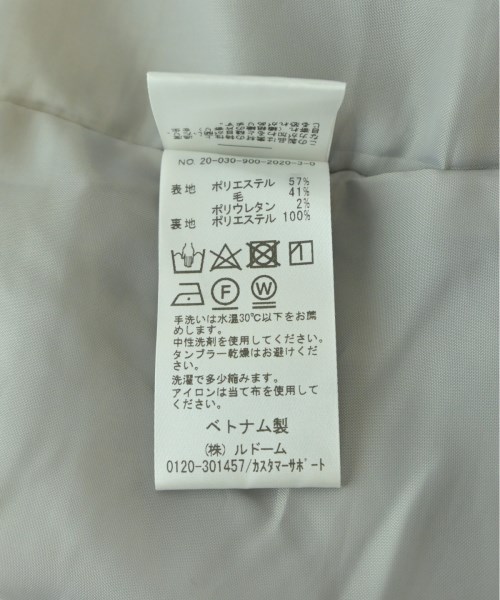 NO. 20-030-900-2020-3-0
表地 ポリエステル 57%
毛 41%
ポリウレタン 2%
裏地 ポリエステル 100%
F W
手洗いは水温30℃以下をお薦
めします。
中性洗剤を使用してください。
タンブラー乾燥はお避けくだ
さい。
洗濯で多少縮みます。
アイロンは当て布を使用して
ください。
ベトナム製
(株) ルドーム
0120-301457/カスタマーサポート